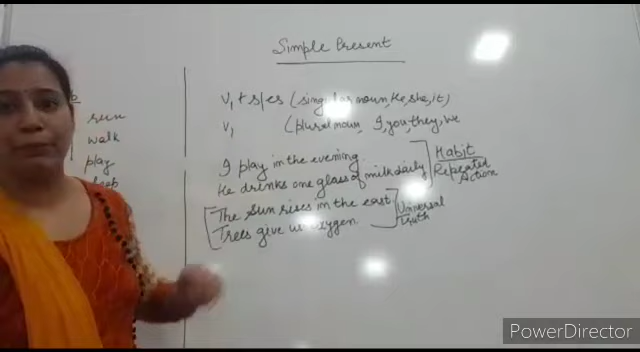 Simple Present
run
walk
play
V1 + s/es (singular noun, He, she, it)
V1 (plural noun, I, you, they, we
I play in the evening.
He drinks one glass of milk daily
Habit
Repeated
Action
The Sun rises in the east
Trees give us oxygen.
Universal
Truth
PowerDirector